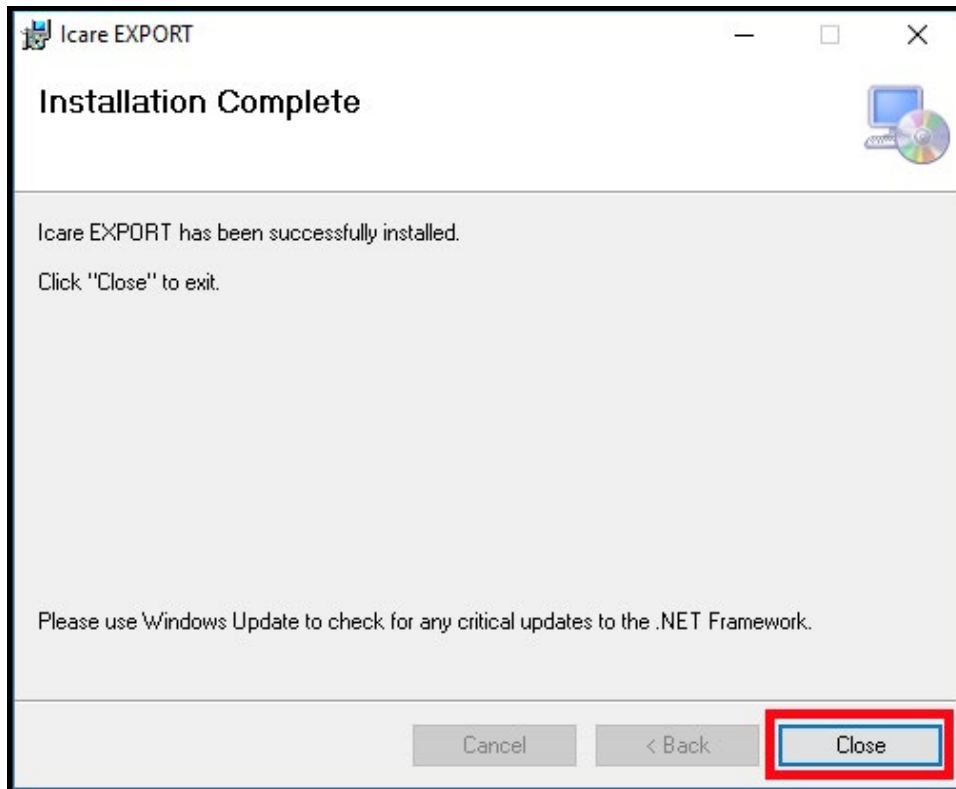 Icare EXPORT
Installation Complete
Icare EXPORT has been successfully installed.
Click "Close" to exit.
Please use Windows Update to check for any critical updates to the .NET Framework.
Cancel
< Back
Close